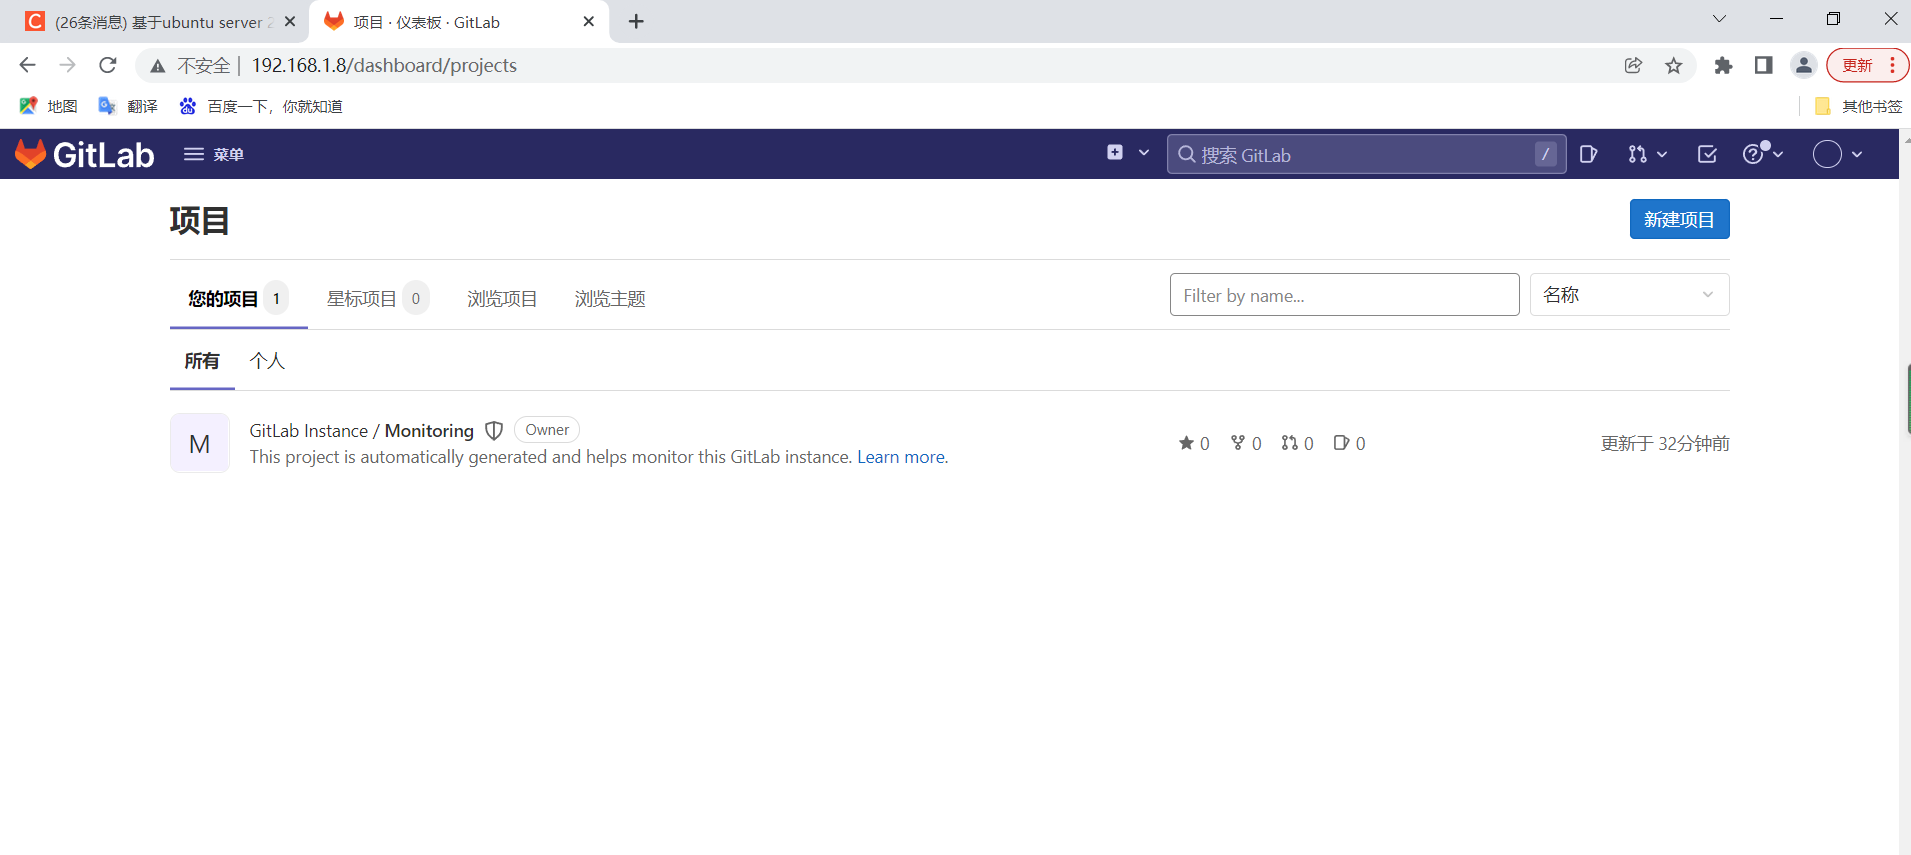 (26条消息) 基于ubuntu server 2
项目 · 仪表板 · GitLab
不安全 | 192.168.1.8/dashboard/projects
更新
地图
翻译
百度一下，你就知道
其他书签
GitLab
菜单
搜索 GitLab
/
项目
新建项目
您的项目 1
星标项目 0
浏览项目
浏览主题
Filter by name...
名称
所有
个人
M
GitLab Instance / Monitoring
Owner
This project is automatically generated and helps monitor this GitLab instance. Learn more.
0 0 0 0
更新于 32分钟前